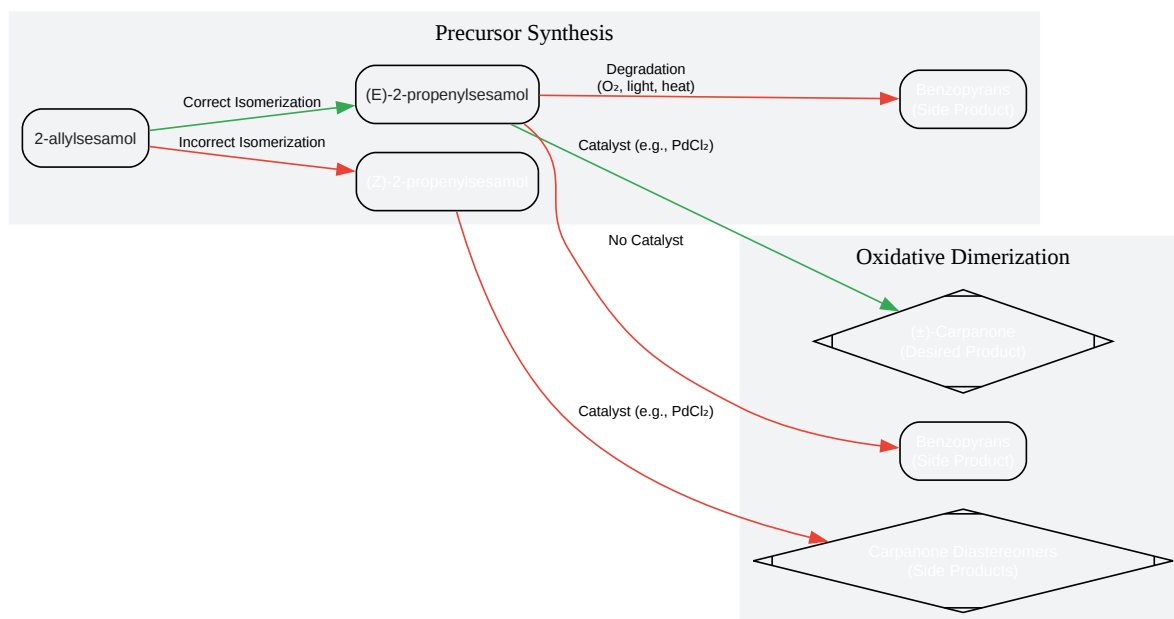 Precursor Synthesis
2-allylsesamol
Correct Isomerization
Incorrect Isomerization
(E)-2-propenylsesamol
(Z)-2-propenylsesamol
Degradation
(O₂, light, heat)
Benzopyrans
(Side Product)
Catalyst (e.g., PdCl₂)
No Catalyst
Catalyst (e.g., PdCl₂)
Oxidative Dimerization
(±)-Carpanone
(Desired Product)
Benzopyrans
(Side Product)
Carpanone Diastereomers
(Side Products)